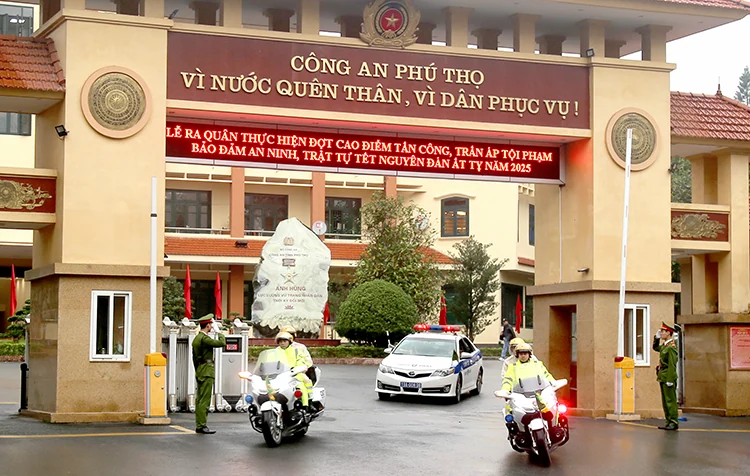 CÔNG AN PHÚ THỌ
VÌ NƯỚC QUÊN THÂN, VÌ DÂN PHỤC VỤ!
LỄ RA QUÂN THỰC HIỆN ĐỢT CAO ĐIỂM TẤN CÔNG, TRẤN ÁP TỘI PHẠM
BẢO ĐẢM AN NINH, TRẬT TỰ TẾT NGUYÊN ĐÁN ẤT TỴ NĂM 2025
ANH HÙNG